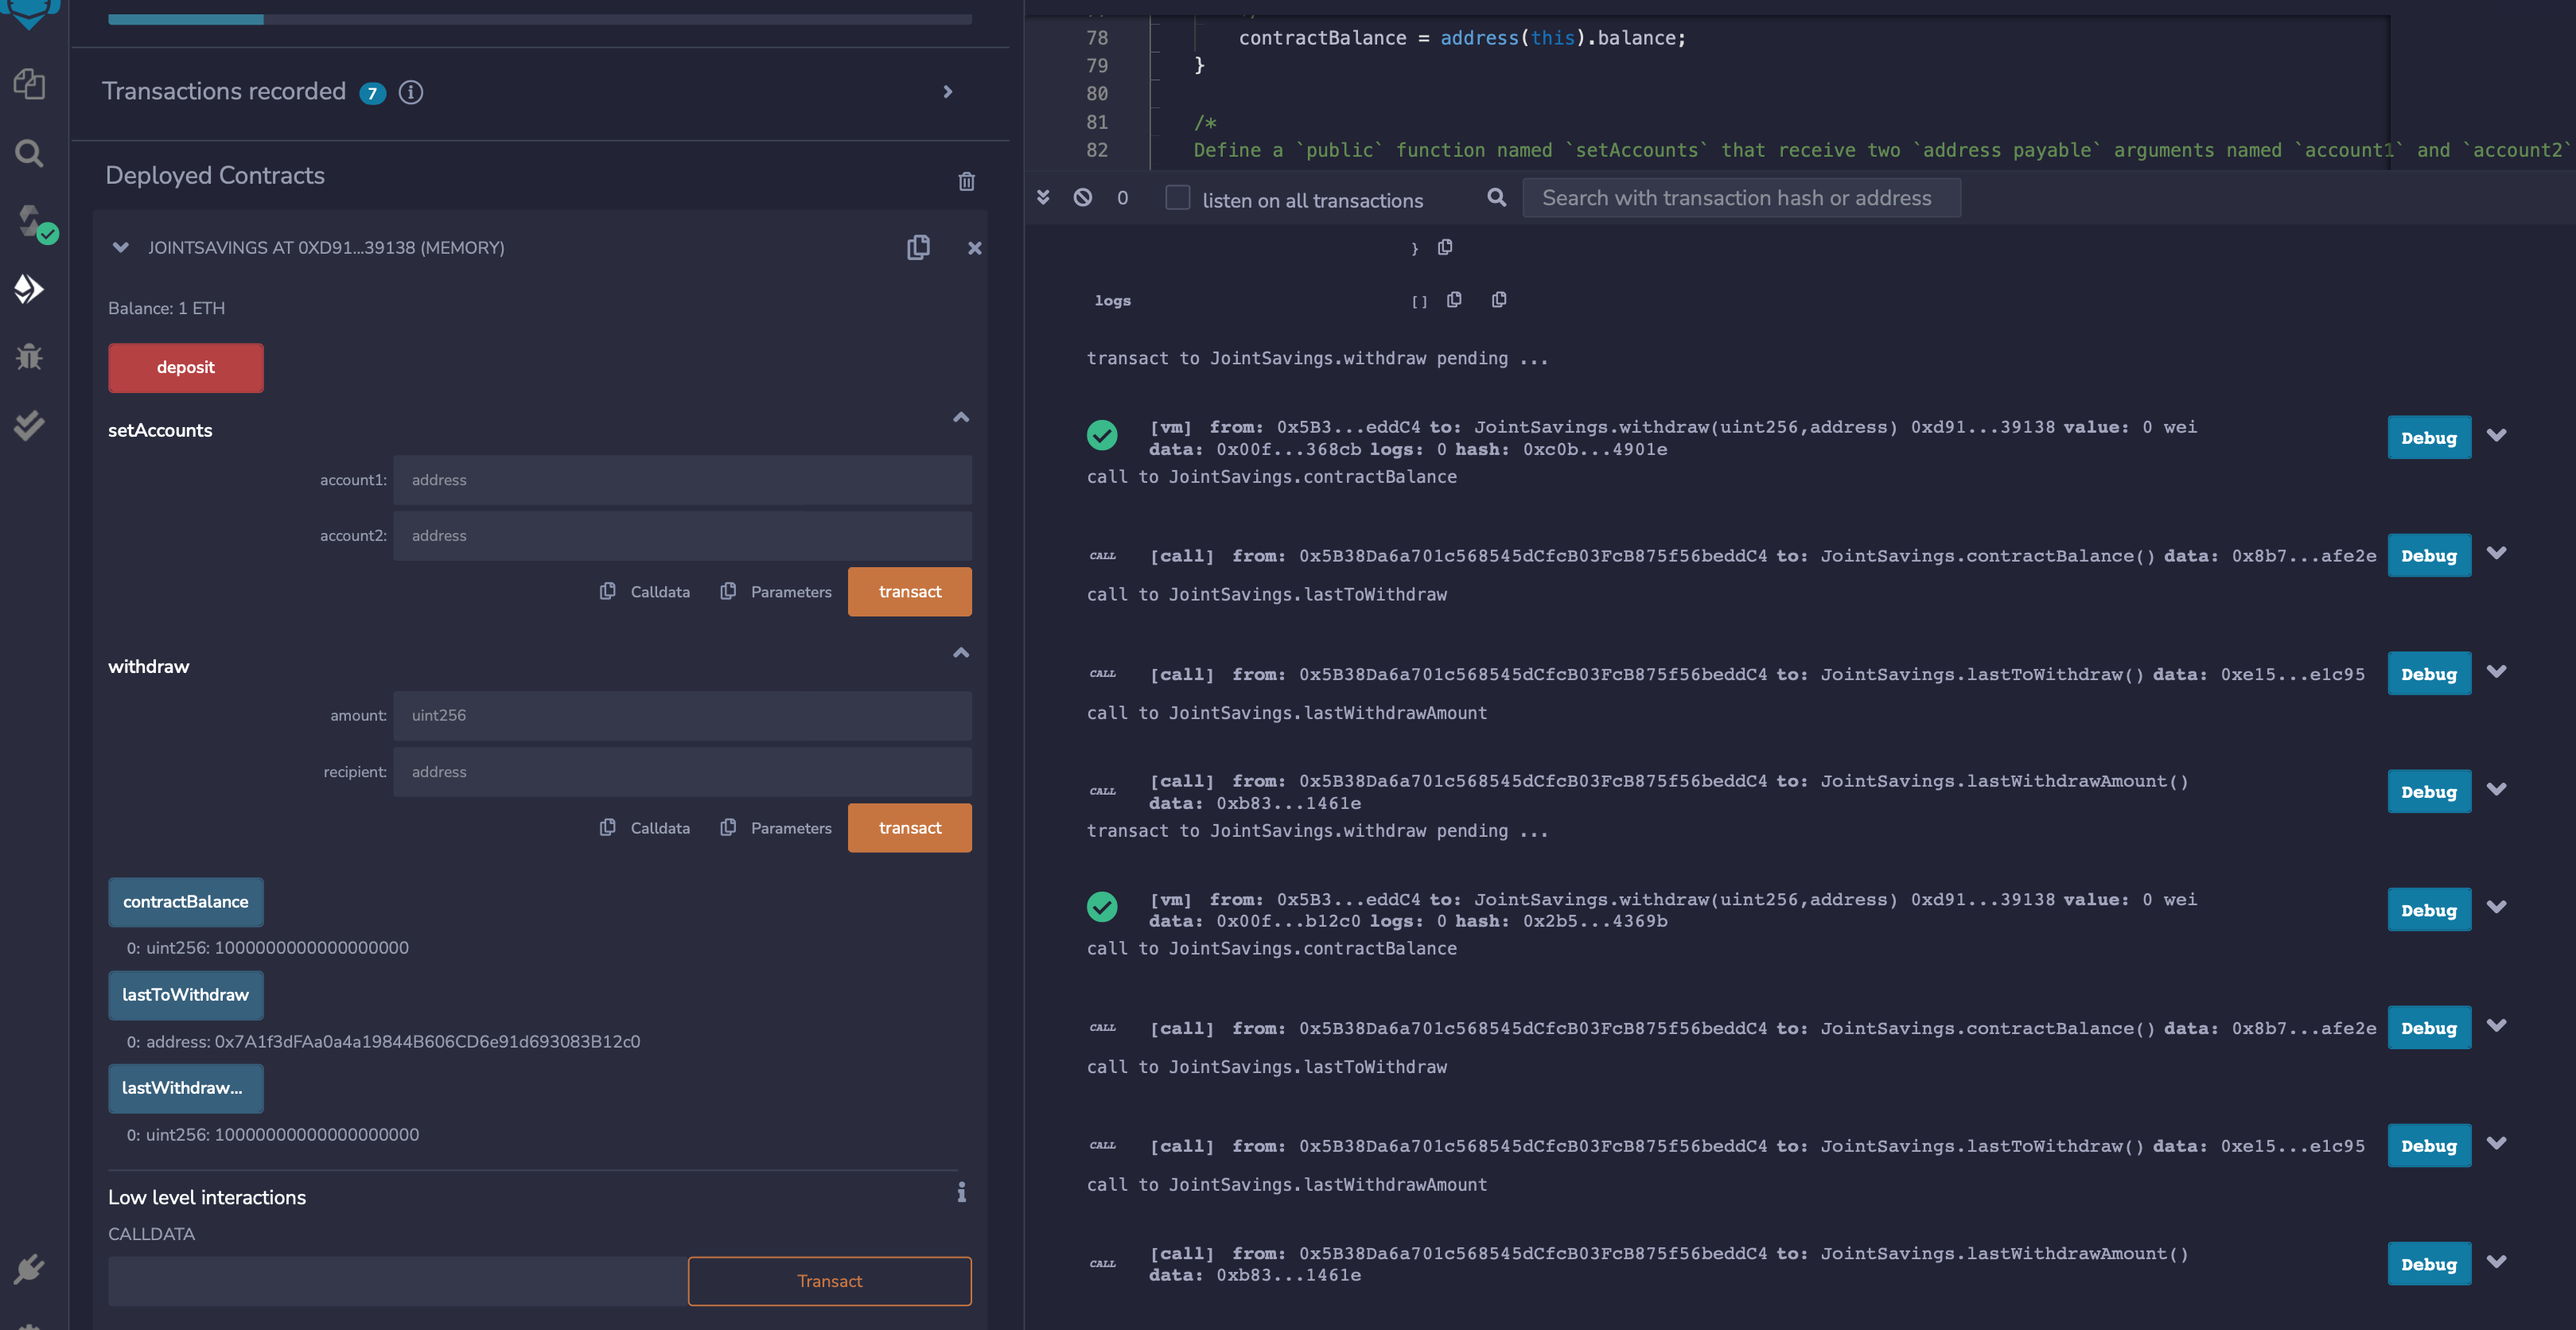 Transactions recorded 7
Deployed Contracts
JOINTSAVINGS AT 0XD91...39138 (MEMORY)
Balance: 1 ETH
deposit
setAccounts
account1: address
account2: address
Calldata Parameters transact
withdraw
amount: uint256
recipient: address
Calldata Parameters transact
contractBalance
0: uint256: 1000000000000000000
lastToWithdraw
0: address: 0x7A1f3dFAa0a4a19844B606CD6e91d693083B12c0
lastWithdraw...
0: uint256: 10000000000000000000
Low level interactions
CALLDATA
Transact
78 contractBalance = address(this).balance;
79 }
80
81 /*
82 Define a `public` function named `setAccounts` that receive two `address payable` arguments named `account1` and `account2`
0 listen on all transactions Search with transaction hash or address
}
logs []
transact to JointSavings.withdraw pending ...
[vm] from: 0x5B3...eddC4 to: JointSavings.withdraw(uint256,address) 0xd91...39138 value: 0 wei
data: 0x00f...368cb logs: 0 hash: 0xc0b...4901e
Debug
call to JointSavings.contractBalance
CALL [call] from: 0x5B38Da6a701c568545dCfcB03FcB875f56beddC4 to: JointSavings.contractBalance() data: 0x8b7...afe2e Debug
call to JointSavings.lastToWithdraw
CALL [call] from: 0x5B38Da6a701c568545dCfcB03FcB875f56beddC4 to: JointSavings.lastToWithdraw() data: 0xe15...e1c95 Debug
call to JointSavings.lastWithdrawAmount
CALL [call] from: 0x5B38Da6a701c568545dCfcB03FcB875f56beddC4 to: JointSavings.lastWithdrawAmount()
data: 0xb83...1461e
Debug
transact to JointSavings.withdraw pending ...
[vm] from: 0x5B3...eddC4 to: JointSavings.withdraw(uint256,address) 0xd91...39138 value: 0 wei
data: 0x00f...b12c0 logs: 0 hash: 0x2b5...4369b
Debug
call to JointSavings.contractBalance
CALL [call] from: 0x5B38Da6a701c568545dCfcB03FcB875f56beddC4 to: JointSavings.contractBalance() data: 0x8b7...afe2e Debug
call to JointSavings.lastToWithdraw
CALL [call] from: 0x5B38Da6a701c568545dCfcB03FcB875f56beddC4 to: JointSavings.lastToWithdraw() data: 0xe15...e1c95 Debug
call to JointSavings.lastWithdrawAmount
CALL [call] from: 0x5B38Da6a701c568545dCfcB03FcB875f56beddC4 to: JointSavings.lastWithdrawAmount()
data: 0xb83...1461e
Debug